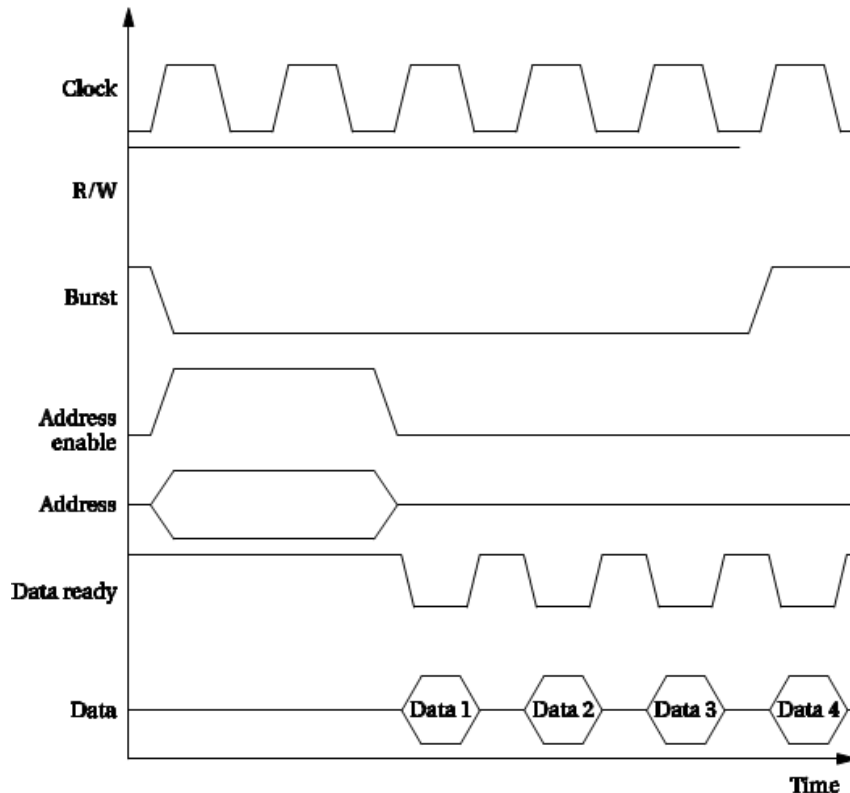 Clock
R/W
Burst
Address
enable
Address
Data ready
Data
Data 1
Data 2
Data 3
Data 4
Time